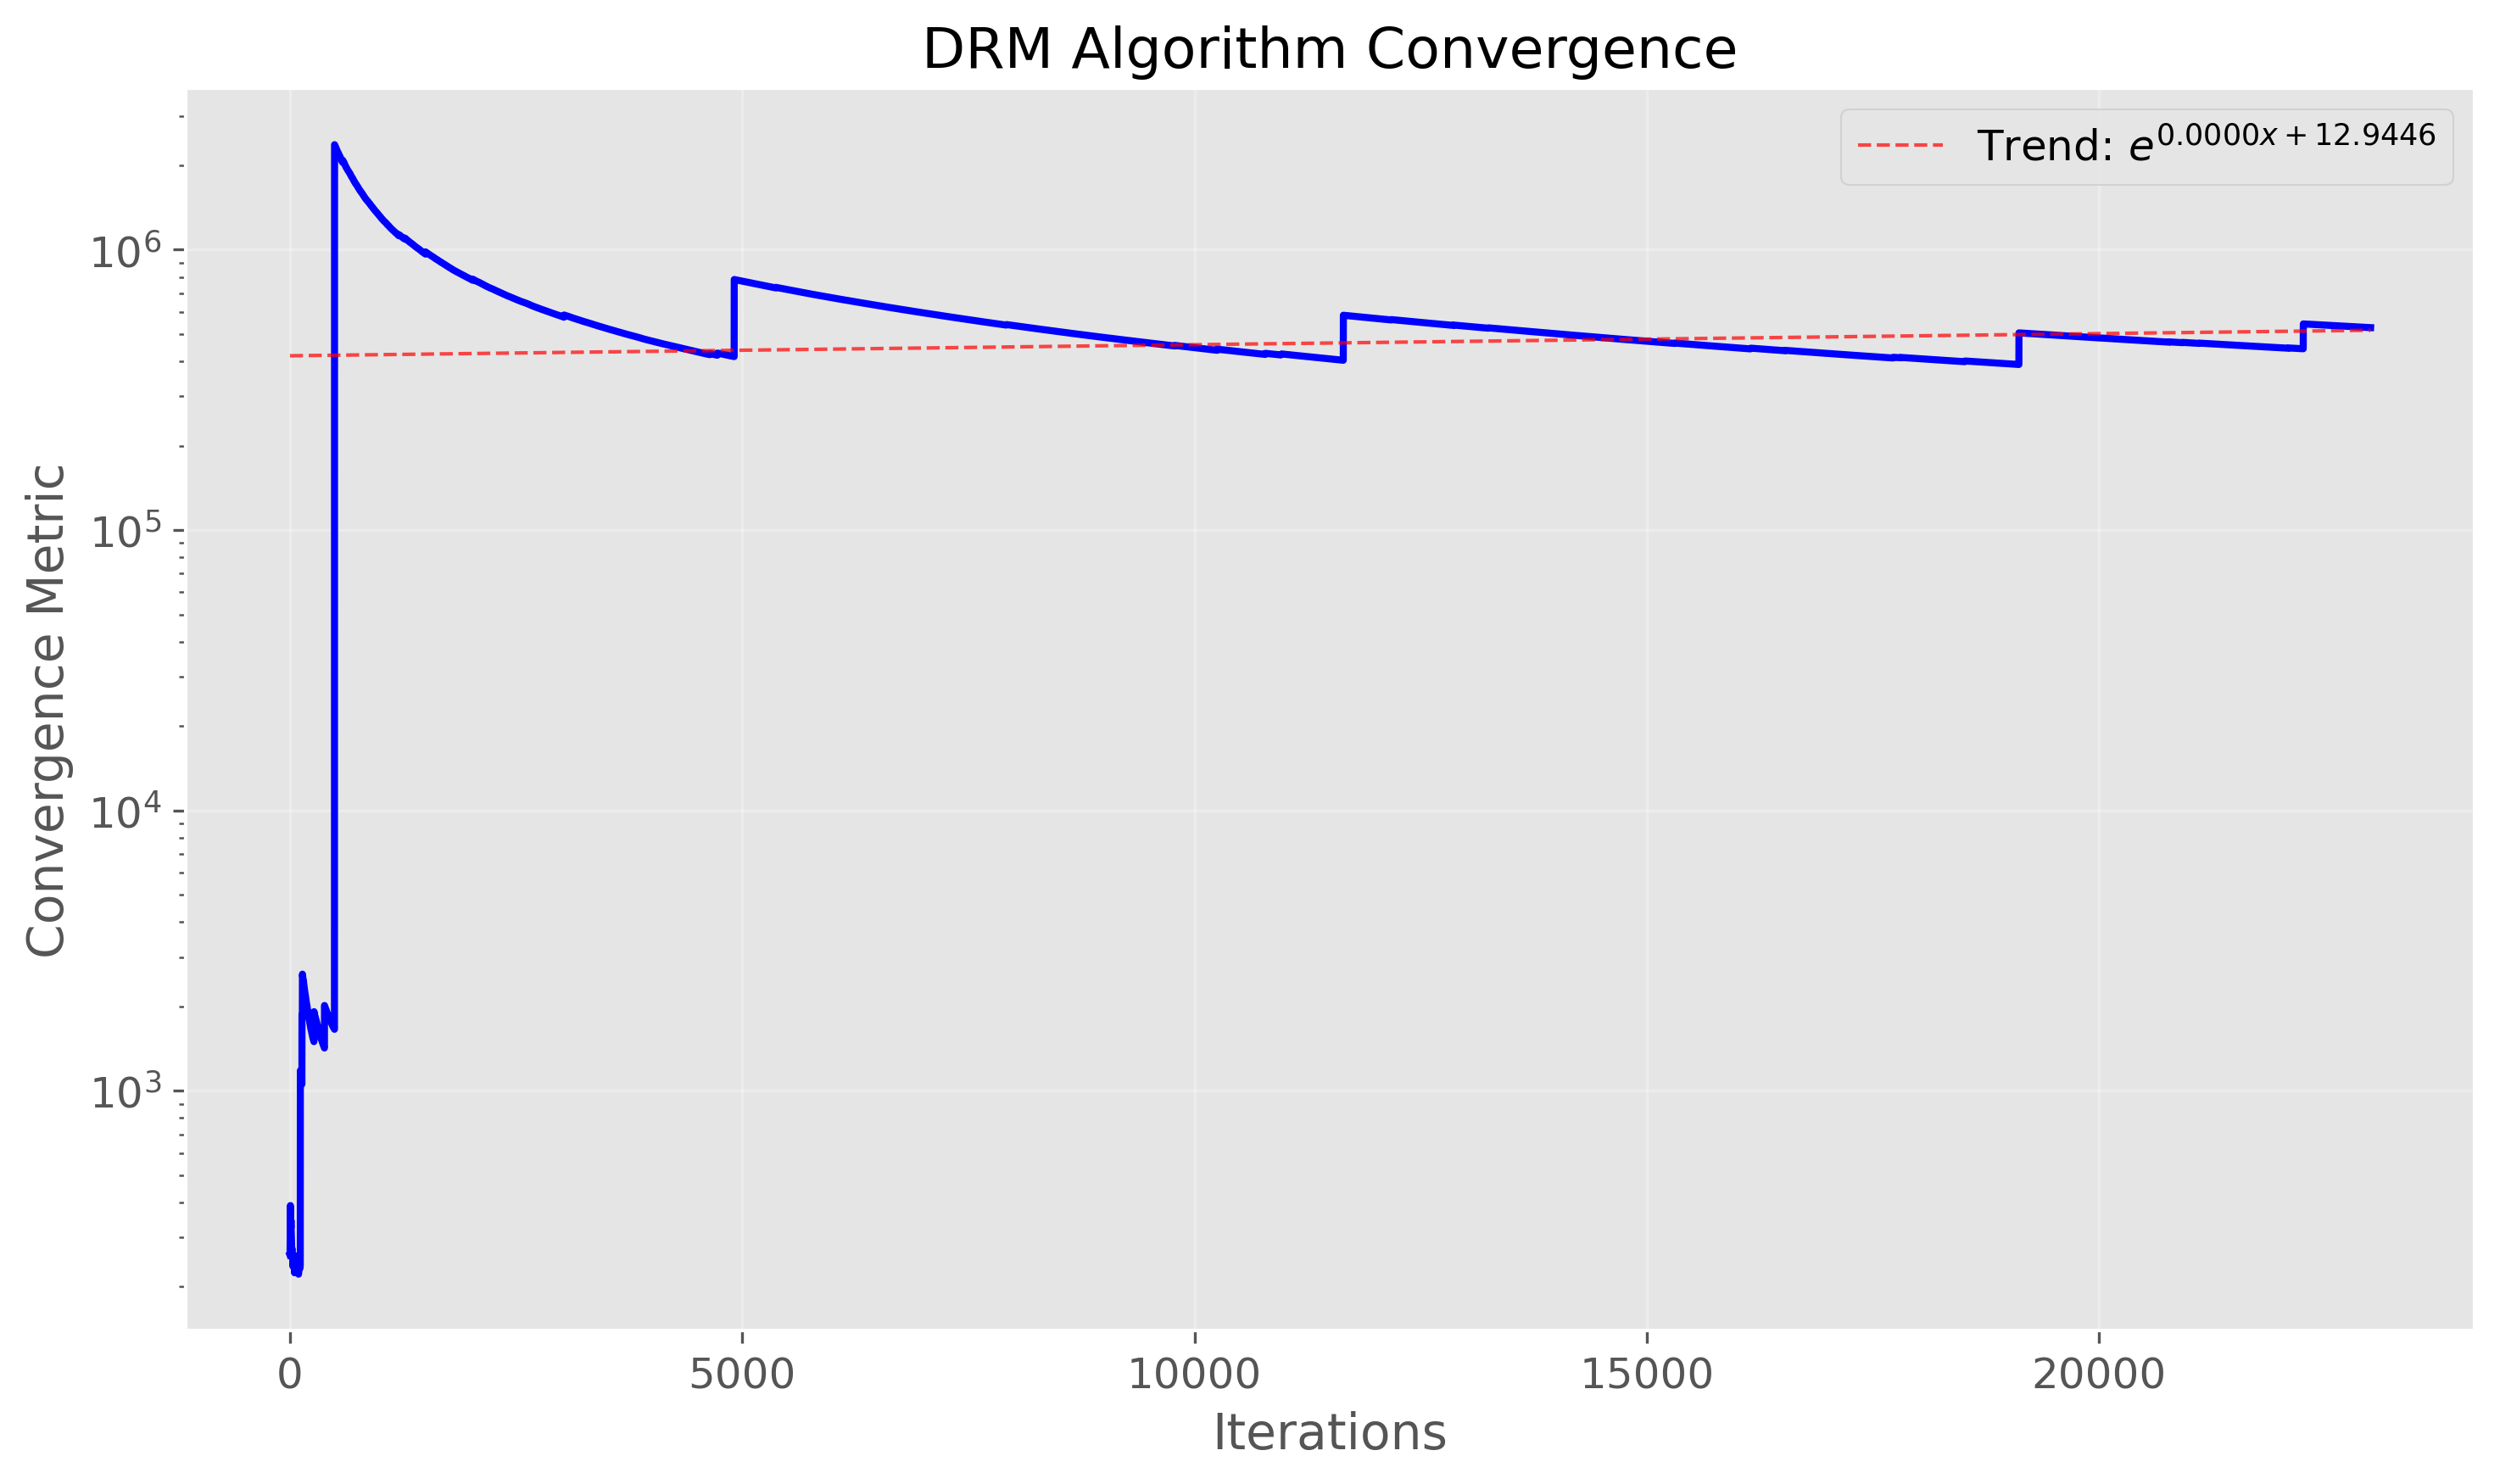 DRM Algorithm Convergence
Trend: e^{0.0000x + 12.9446}
Convergence Metric
10^6
10^5
10^4
10^3
0 5000 10000 15000 20000
Iterations